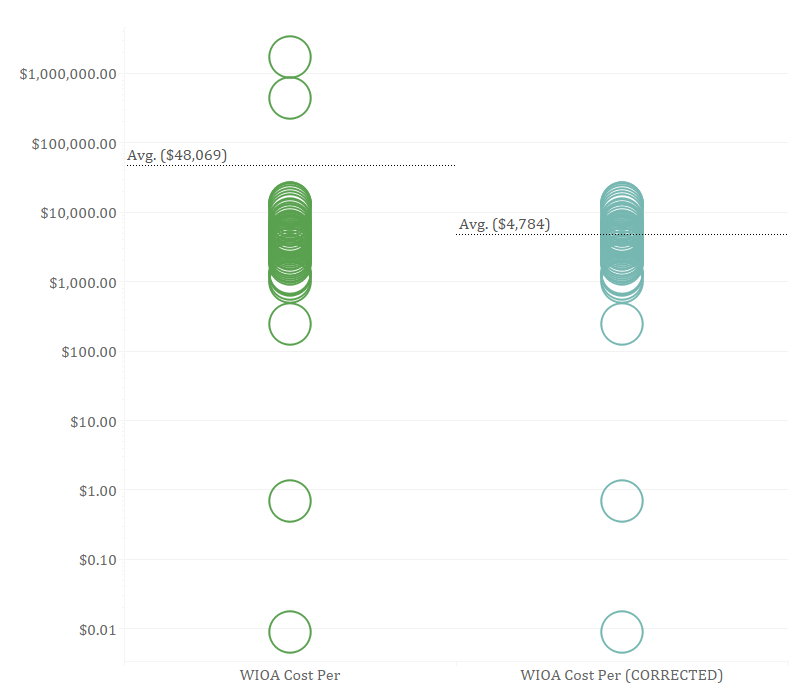 $1,000,000.00
$100,000.00
Avg. ($48,069)
$10,000.00
Avg. ($4,784)
$1,000.00
$100.00
$10.00
$1.00
$0.10
$0.01
WIOA Cost Per
WIOA Cost Per (CORRECTED)